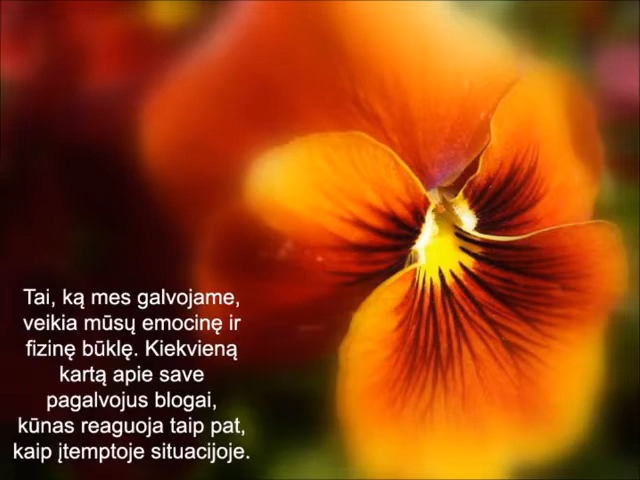 Tai, ką mes galvojame,
veikia mūsų emocinę ir
fizinę būklę. Kiekvieną
kartą apie save
pagalvojus blogai,
kūnas reaguoja taip pat,
kaip įtemptoje situacijoje.